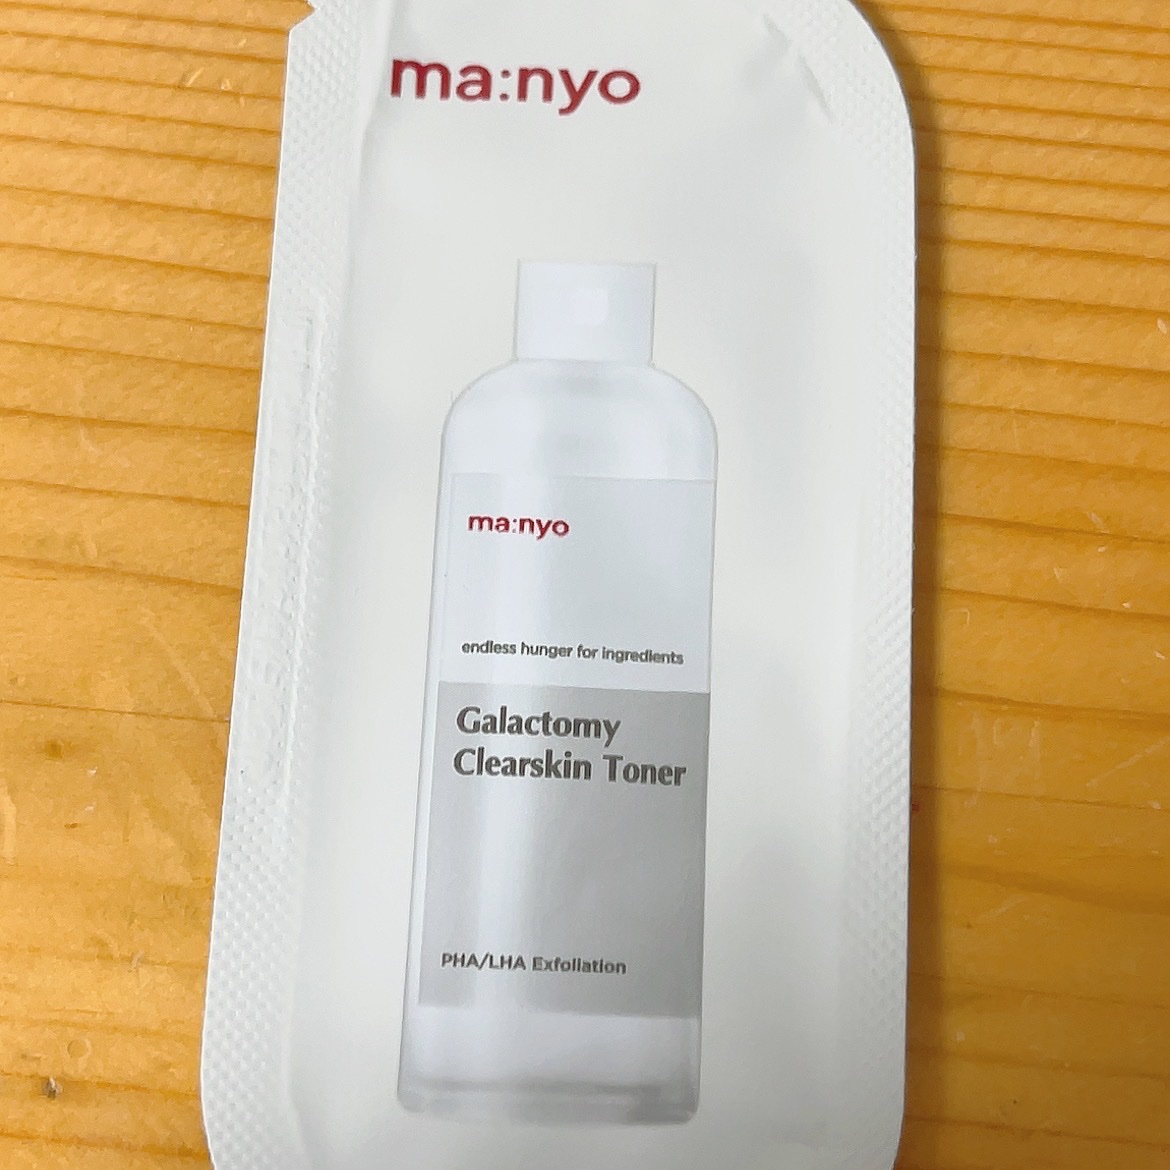 ma:nyo
ma:nyo
endless hunger for ingredients
Galactomy
Clearskin Toner
PHA/LHA Exfoliation